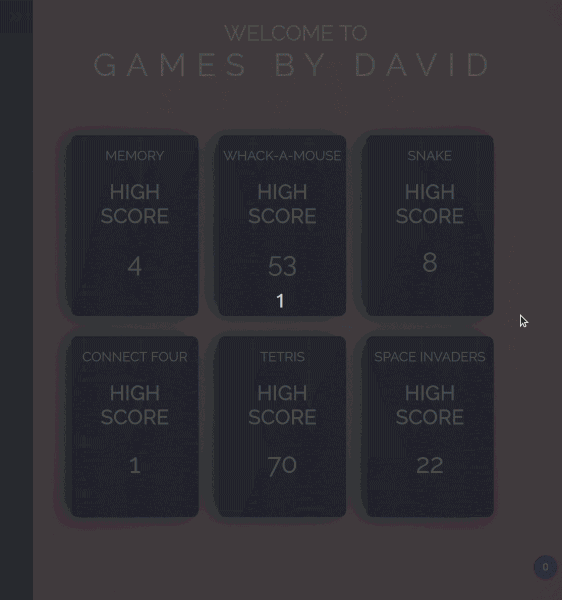 WELCOME TO
GAMES BY DAVID
MEMORY
HIGH
SCORE
4
WHACK-A-MOUSE
HIGH
SCORE
53
1
SNAKE
HIGH
SCORE
8
CONNECT FOUR
HIGH
SCORE
1
TETRIS
HIGH
SCORE
70
SPACE INVADERS
HIGH
SCORE
22
0